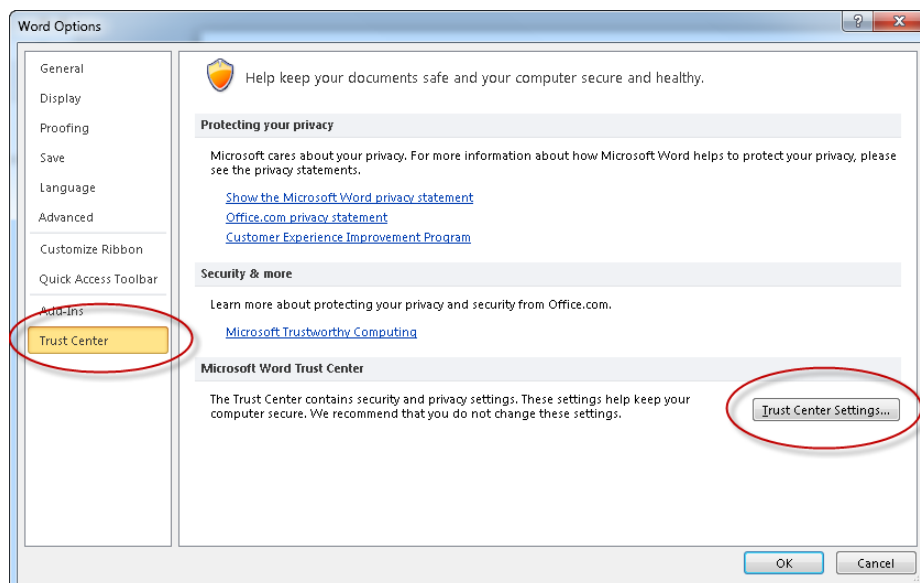 Word Options
General
Display
Proofing
Save
Language
Advanced
Customize Ribbon
Quick Access Toolbar
Add-Ins
Trust Center
Help keep your documents safe and your computer secure and healthy.
Protecting your privacy
Microsoft cares about your privacy. For more information about how Microsoft Word helps to protect your privacy, please
see the privacy statements.
Show the Microsoft Word privacy statement
Office.com privacy statement
Customer Experience Improvement Program
Security & more
Learn more about protecting your privacy and security from Office.com.
Microsoft Trustworthy Computing
Microsoft Word Trust Center
The Trust Center contains security and privacy settings. These settings help keep your
computer secure. We recommend that you do not change these settings.
Trust Center Settings...
OK
Cancel